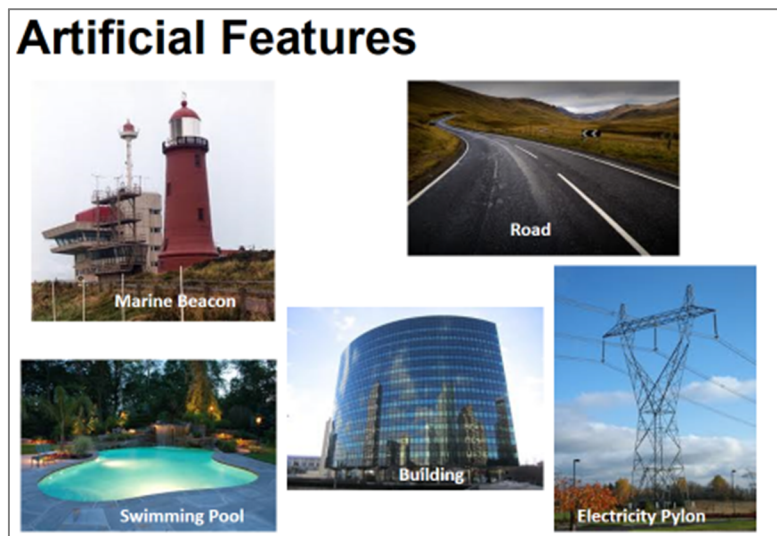 Artificial Features
Marine Beacon
Road
Swimming Pool
Building
Electricity Pylon